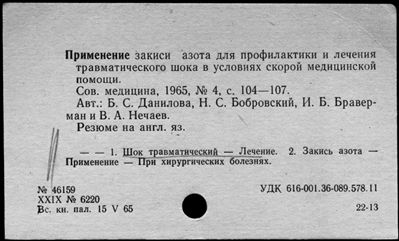 Применение закиси азота для профилактики и лечения
травматического шока в условиях скорой медицинской
помощи.
Сов. медицина, 1965, № 4, с. 104—107.
Авт.: Б. С. Данилова, Н. С. Бобровский, И. Б. Бравер-
ман и В. А. Нечаев.
Резюме на англ. яз.
— — 1. Шок травматический — Лечение. 2. Закись азота —
Применение — При хирургических болезнях.
№ 46159
XXIX № 6220
Вс. кн. пал. 15 V 65
УДК 616-001.36-089.578.11
22-13